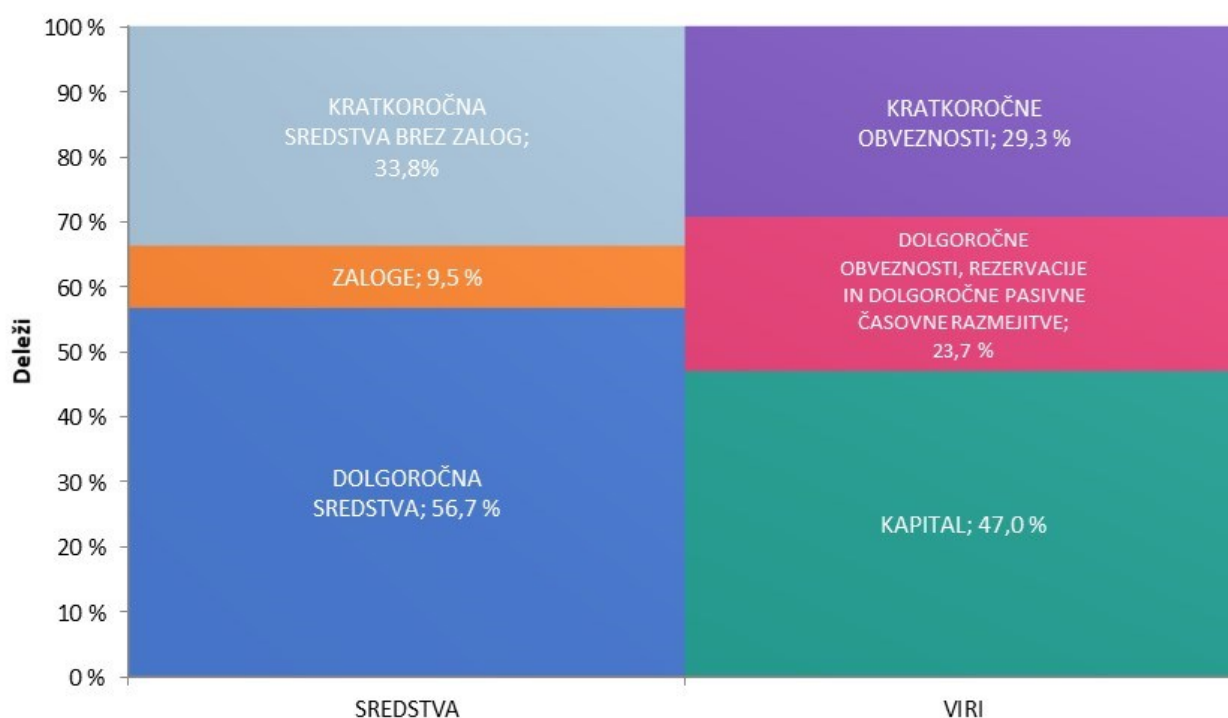 100 %
90 %
80 %
70 %
60 %
50 %
40 %
30 %
20 %
10 %
0 %
Deleži
KRATKOROČNA
SREDSTVA BREZ ZALOG;
33,8%
ZALOGE; 9,5 %
DOLGOROČNA
SREDSTVA; 56,7 %
KRATKOROČNE
OBVEZNOSTI; 29,3 %
DOLGOROČNE
OBVEZNOSTI, REZERVACIJE
IN DOLGOROČNE PASIVNE
ČASOVNE RAZMEJITVE;
23,7 %
KAPITAL; 47,0 %
SREDSTVA
VIRI